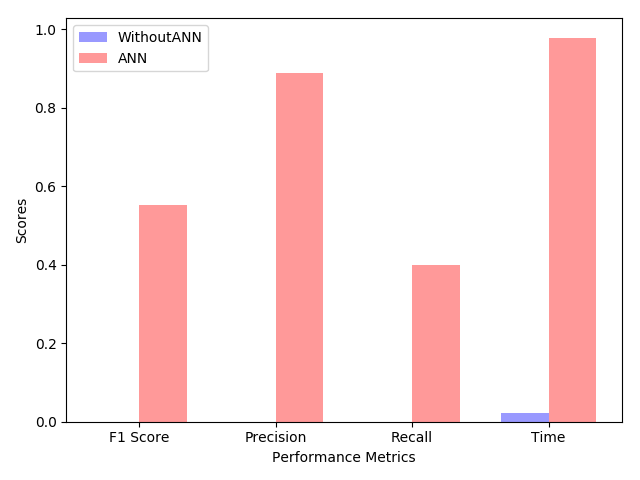 WithoutANN
ANN
1.0
0.8
0.6
0.4
0.2
0.0
Scores
F1 Score Precision Recall Time
Performance Metrics